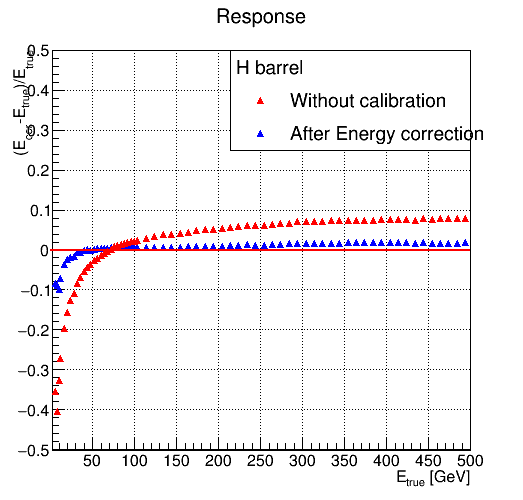 Response
(E_cor-E_true)/E_true
H barrel
Without calibration
After Energy correction
0.5
0.4
0.3
0.2
0.1
0
−0.1
−0.2
−0.3
−0.4
−0.5
50 100 150 200 250 300 350 400 450 500
E_true [GeV]